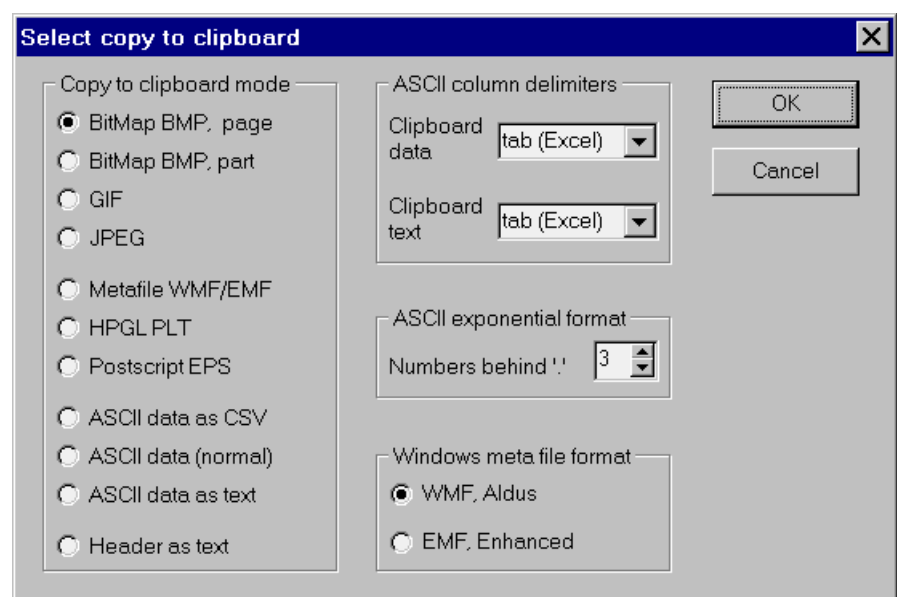 Select copy to clipboard
Copy to clipboard mode
BitMap BMP, page
BitMap BMP, part
GIF
JPEG
Metafile WMF/EMF
HPGL PLT
Postscript EPS
ASCII data as CSV
ASCII data (normal)
ASCII data as text
Header as text
ASCII column delimiters
Clipboard
data
tab (Excel)
Clipboard
text
tab (Excel)
ASCII exponential format
Numbers behind '.'
3
Windows meta file format
WMF, Aldus
EMF, Enhanced
OK
Cancel